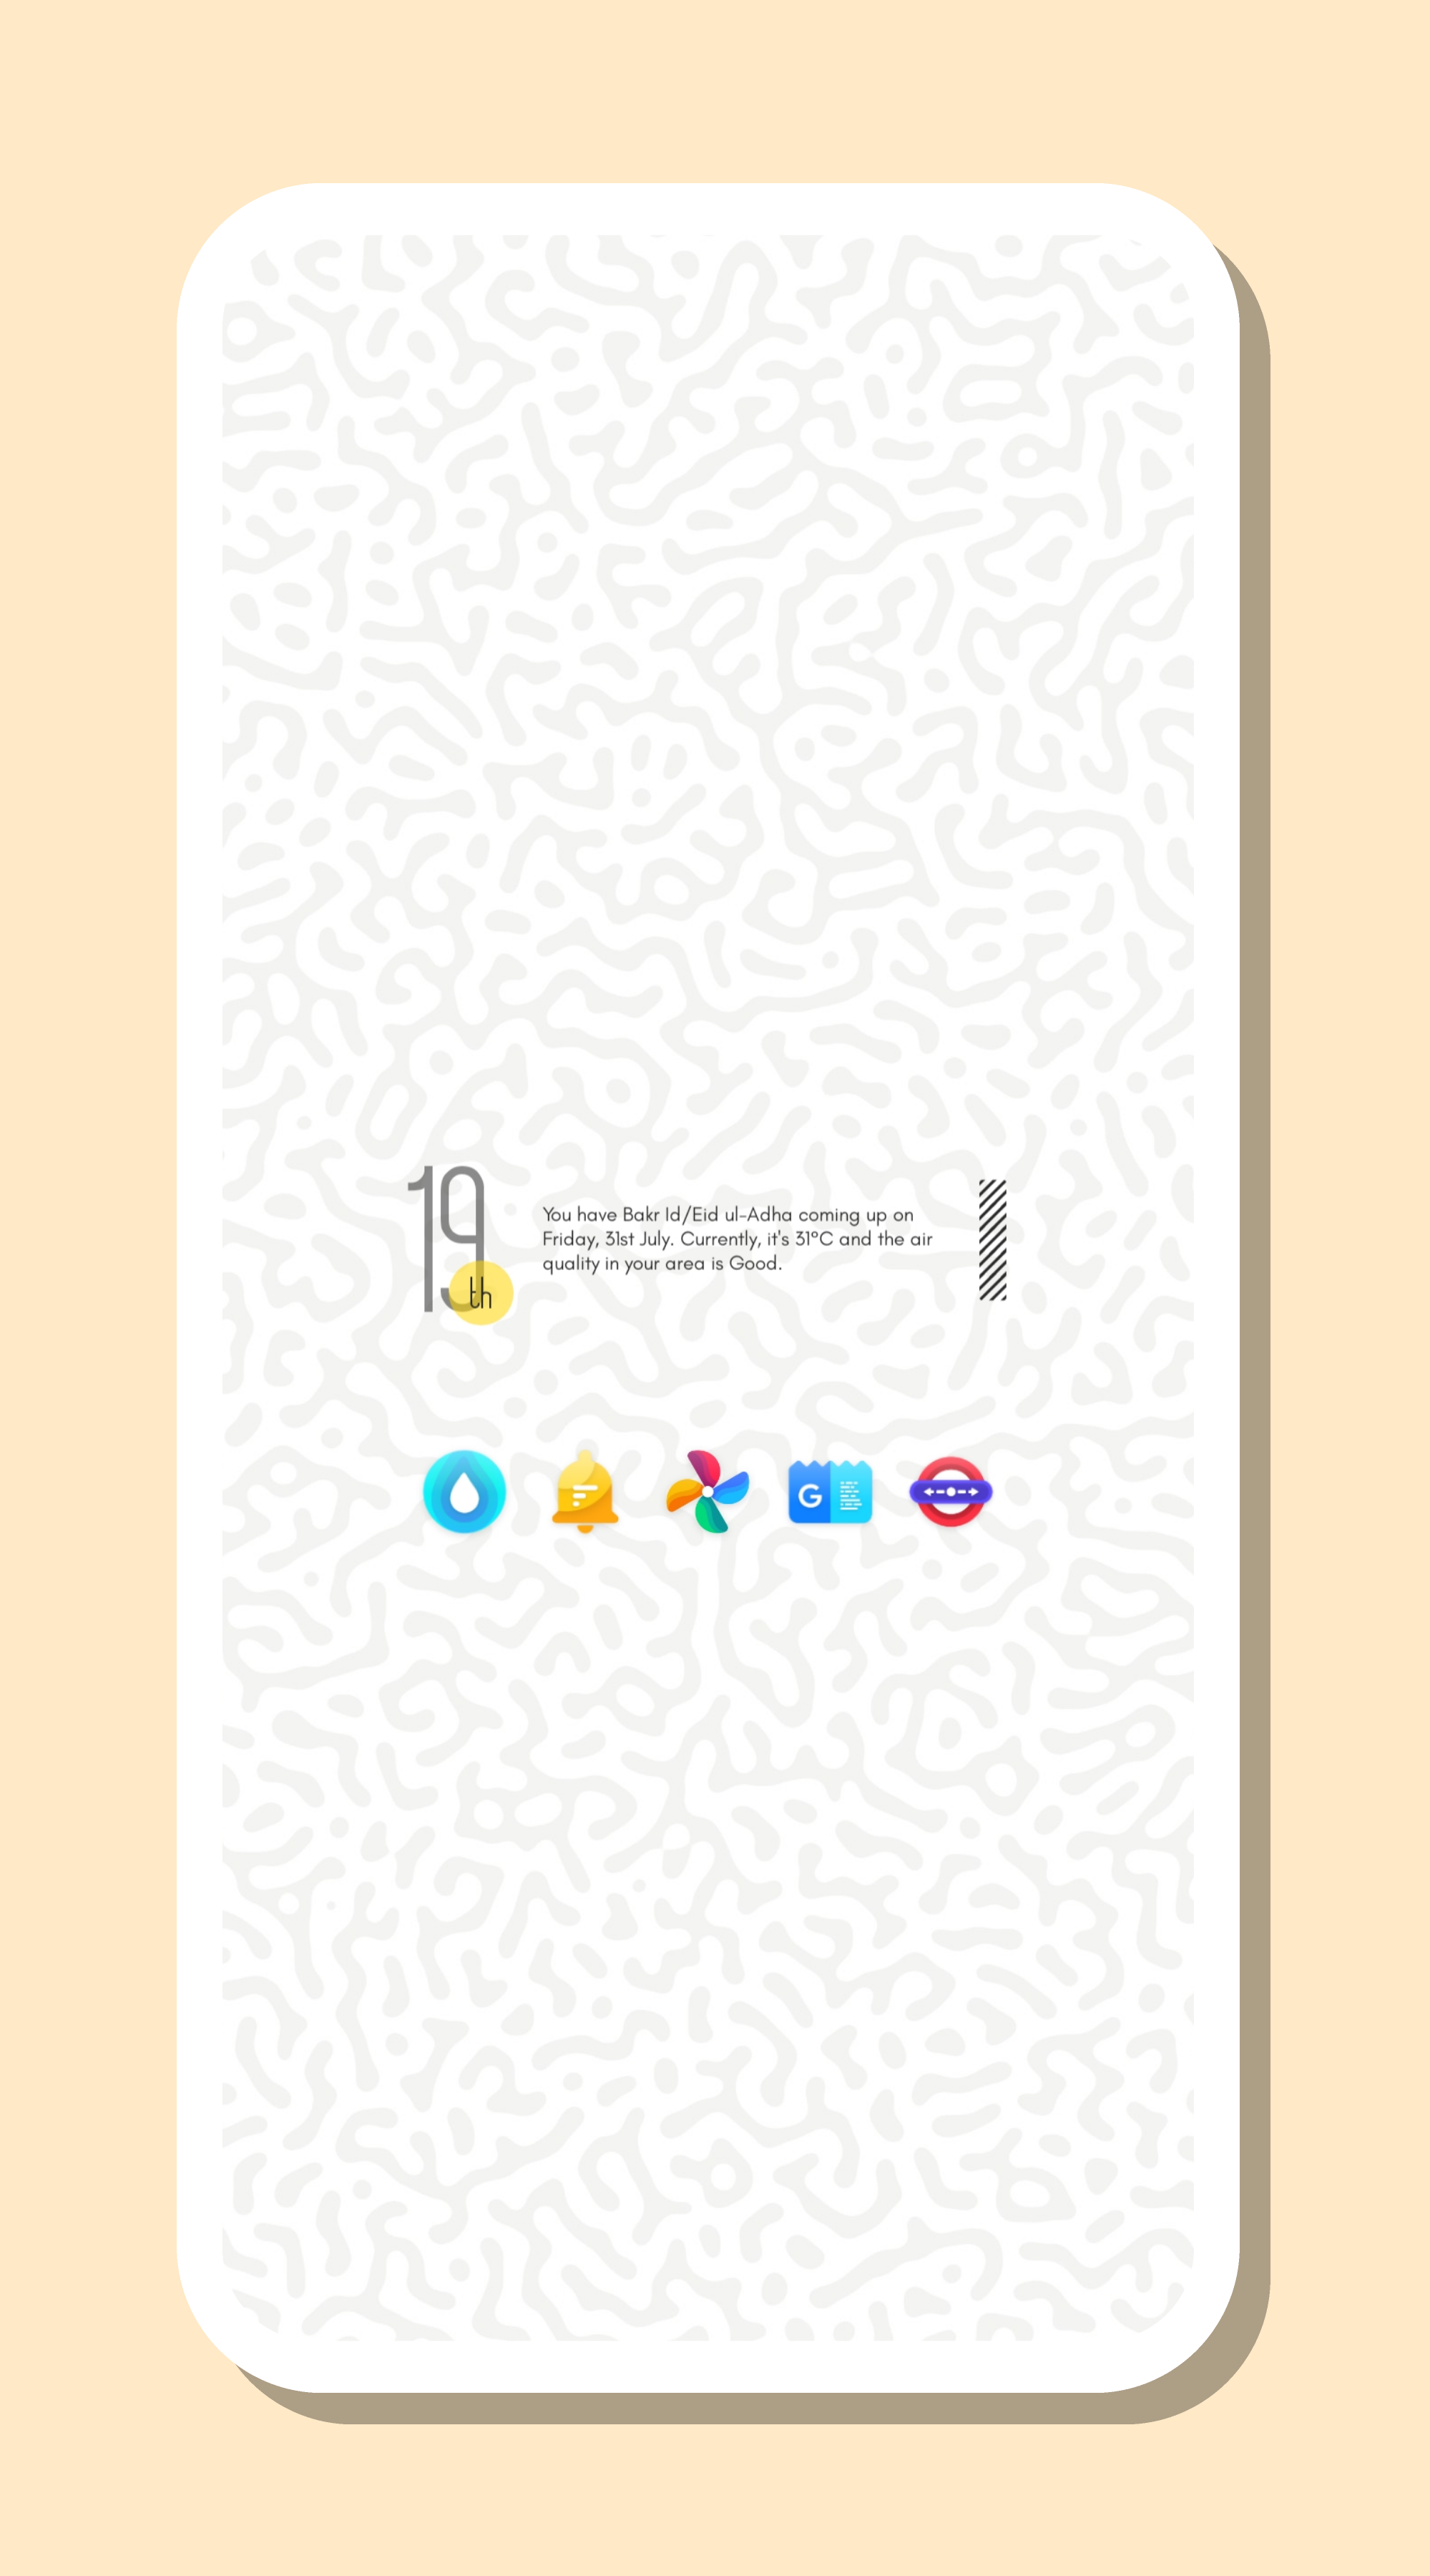 19
th
You have Bakr Id/Eid ul-Adha coming up on
Friday, 31st July. Currently, it's 31°C and the air
quality in your area is Good.
G